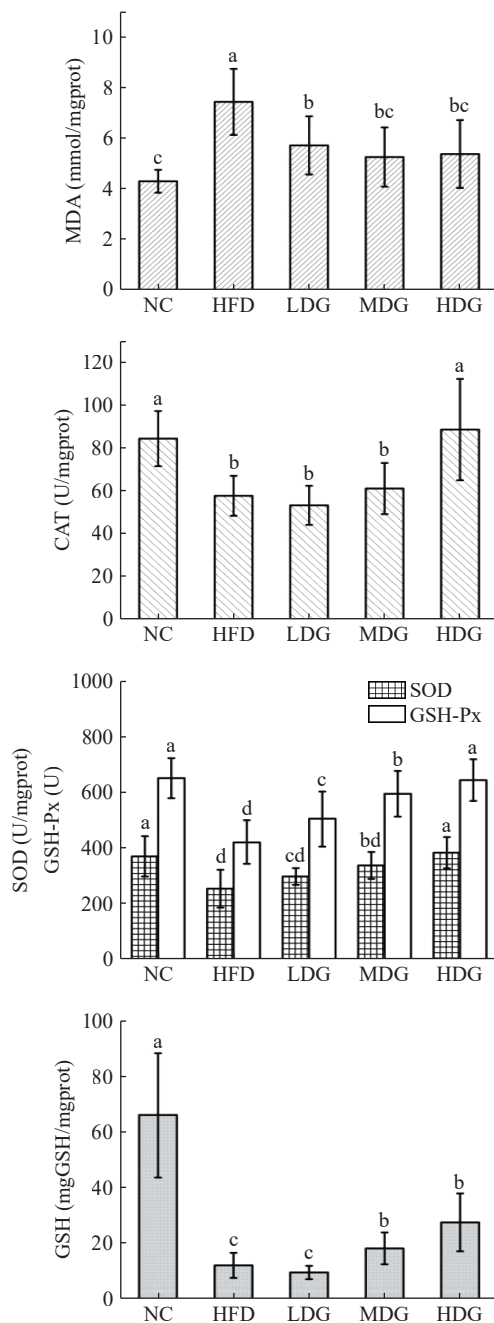 10
8
6
4
2
0
MDA (mmol/mgprot)
c
a
b
bc
bc
NC HFD LDG MDG HDG
120
100
80
60
40
20
0
CAT (U/mgprot)
a
b
b
b
a
NC HFD LDG MDG HDG
1000
800
600
400
200
0
SOD (U/mgprot)
GSH-Px (U)
SOD
GSH-Px
a
a
d
d
cd
c
bd
b
a
a
NC HFD LDG MDG HDG
100
80
60
40
20
0
GSH (mgGSH/mgprot)
a
c
c
b
b
NC HFD LDG MDG HDG